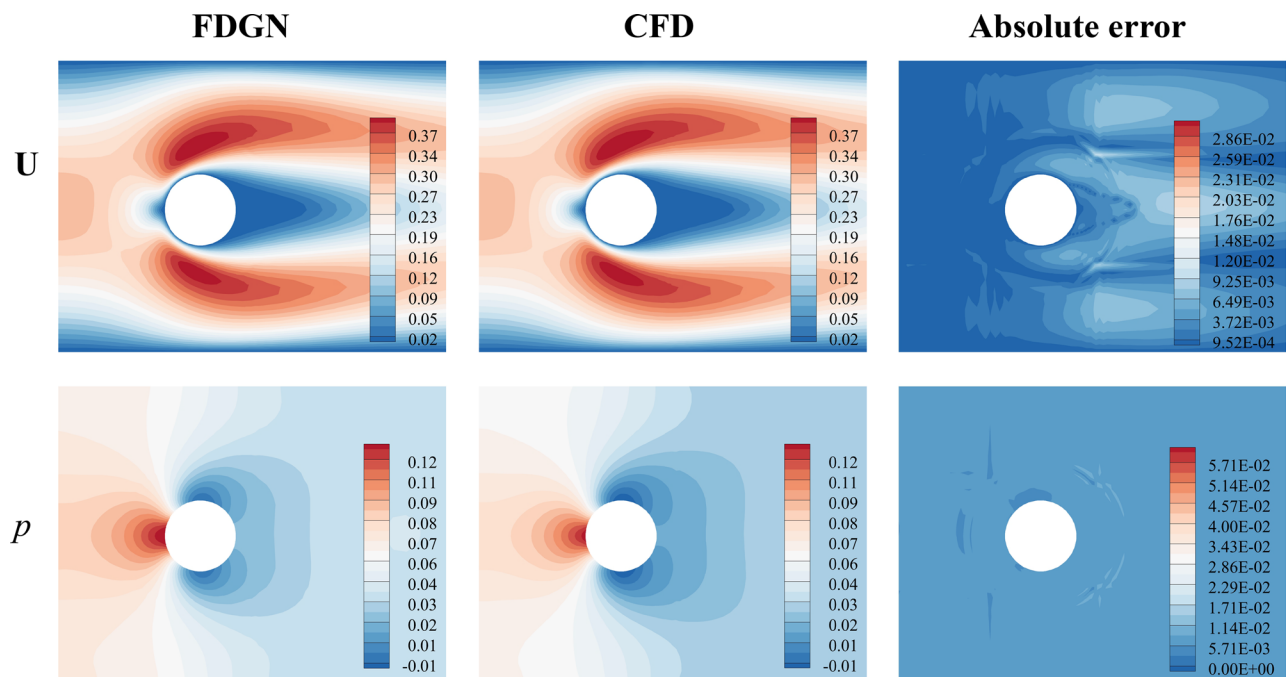 FDGN CFD Absolute error
U
0.37
0.34
0.30
0.27
0.23
0.19
0.16
0.12
0.09
0.05
0.02
0.37
0.34
0.30
0.27
0.23
0.19
0.16
0.12
0.09
0.05
0.02
2.86E-02
2.59E-02
2.31E-02
2.03E-02
1.76E-02
1.48E-02
1.20E-02
9.25E-03
6.49E-03
3.72E-03
9.52E-04
p
0.12
0.11
0.09
0.08
0.07
0.06
0.04
0.03
0.02
0.01
-0.01
0.12
0.11
0.09
0.08
0.07
0.06
0.04
0.03
0.02
0.01
-0.01
5.71E-02
5.14E-02
4.57E-02
4.00E-02
3.43E-02
2.86E-02
2.29E-02
1.71E-02
1.14E-02
5.71E-03
0.00E+00